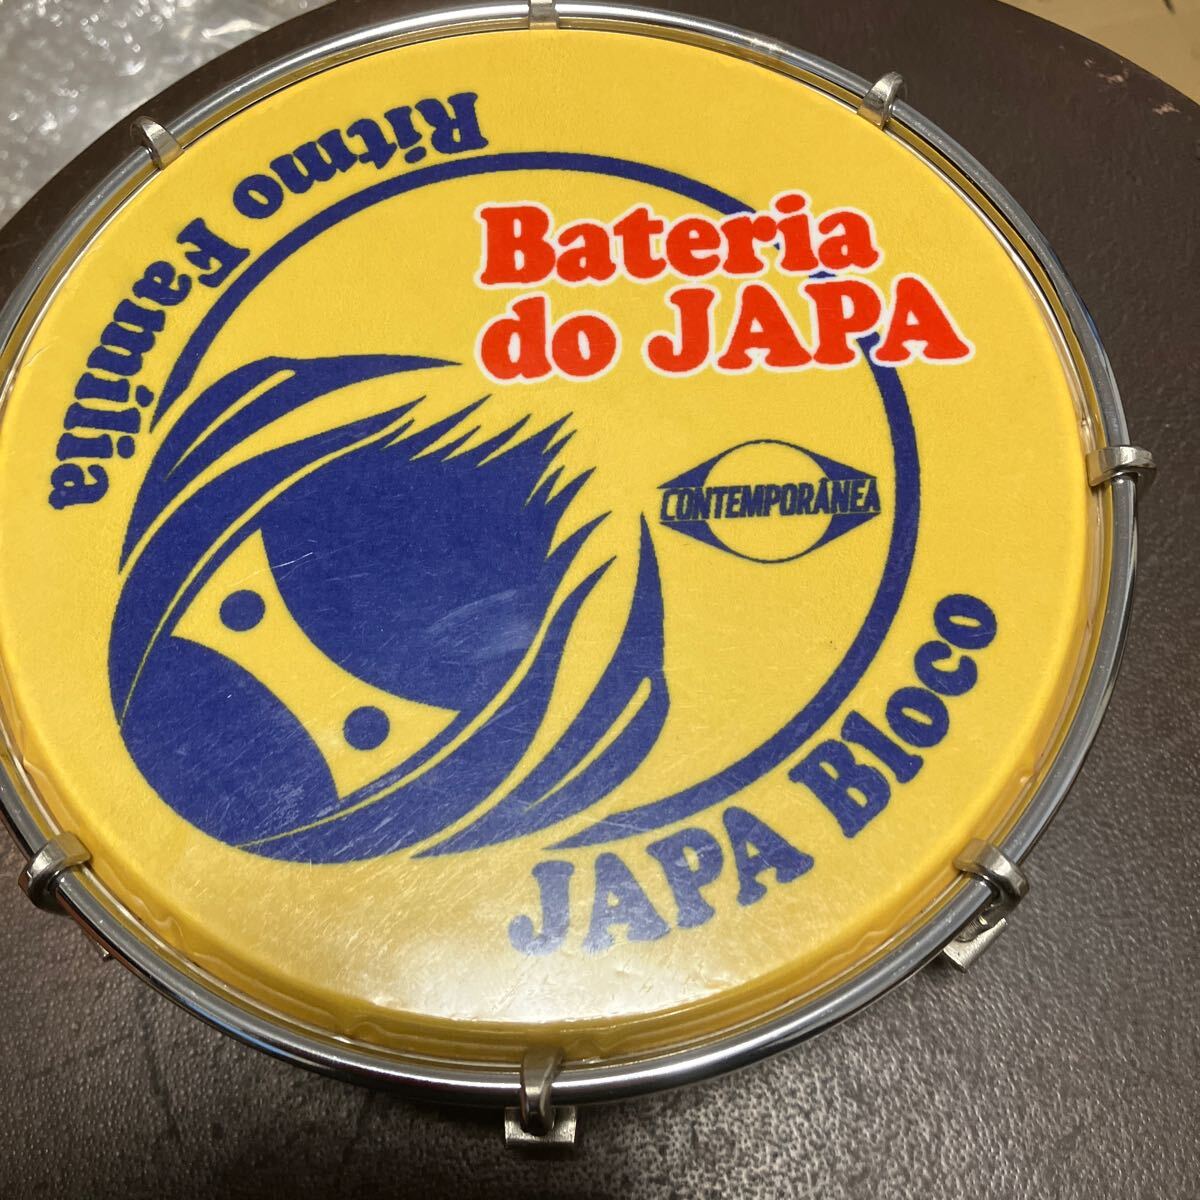 Ritmo Família
Bateria
do JAPA
CONTEMPORÂNEA
JAPA Bloco